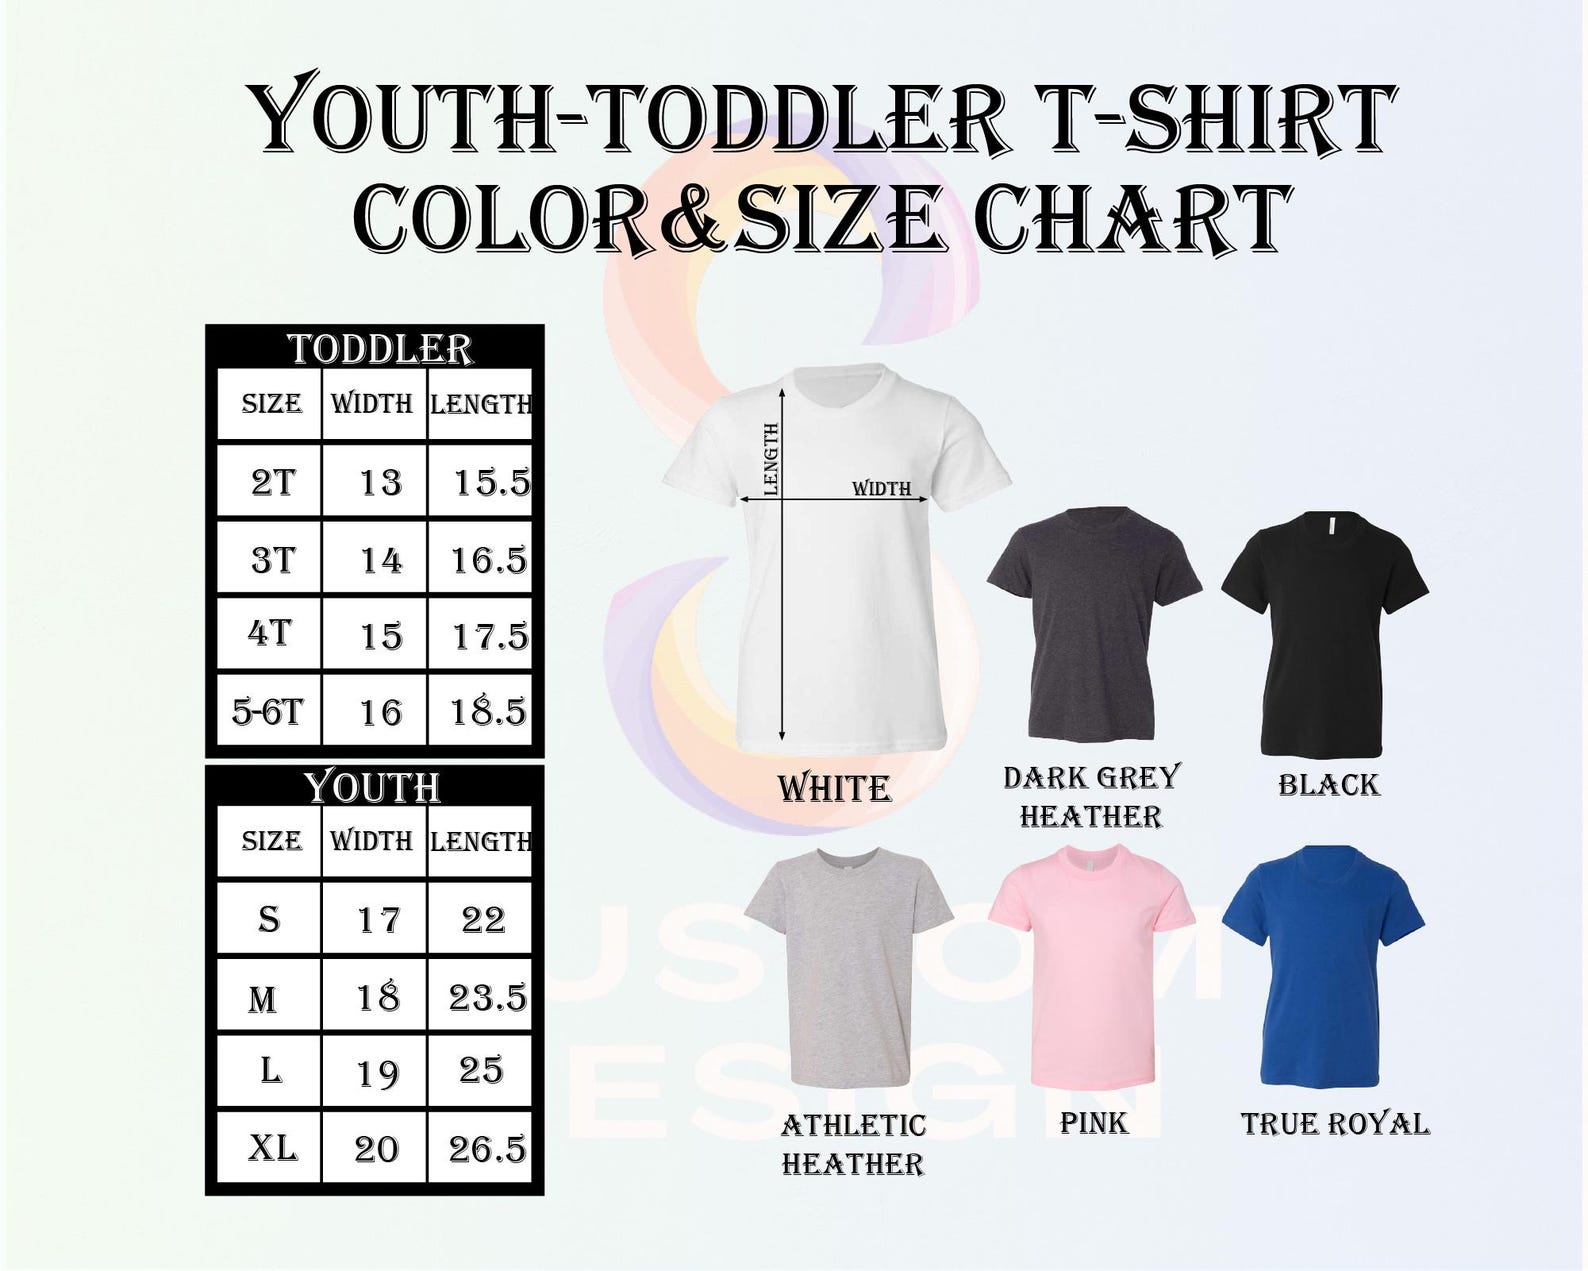 YOUTH-TODDLER T-SHIRT
COLOR&SIZE CHART
TODDLER
SIZE WIDTH LENGTH
2T 13 15.5
3T 14 16.5
4T 15 17.5
5-6T 16 18.5
YOUTH
SIZE WIDTH LENGTH
S 17 22
M 18 23.5
L 19 25
XL 20 26.5
LENGTH
WIDTH
WHITE
DARK GREY
HEATHER
BLACK
ATHLETIC
HEATHER
PINK
TRUE ROYAL
USTOM
ESIGN